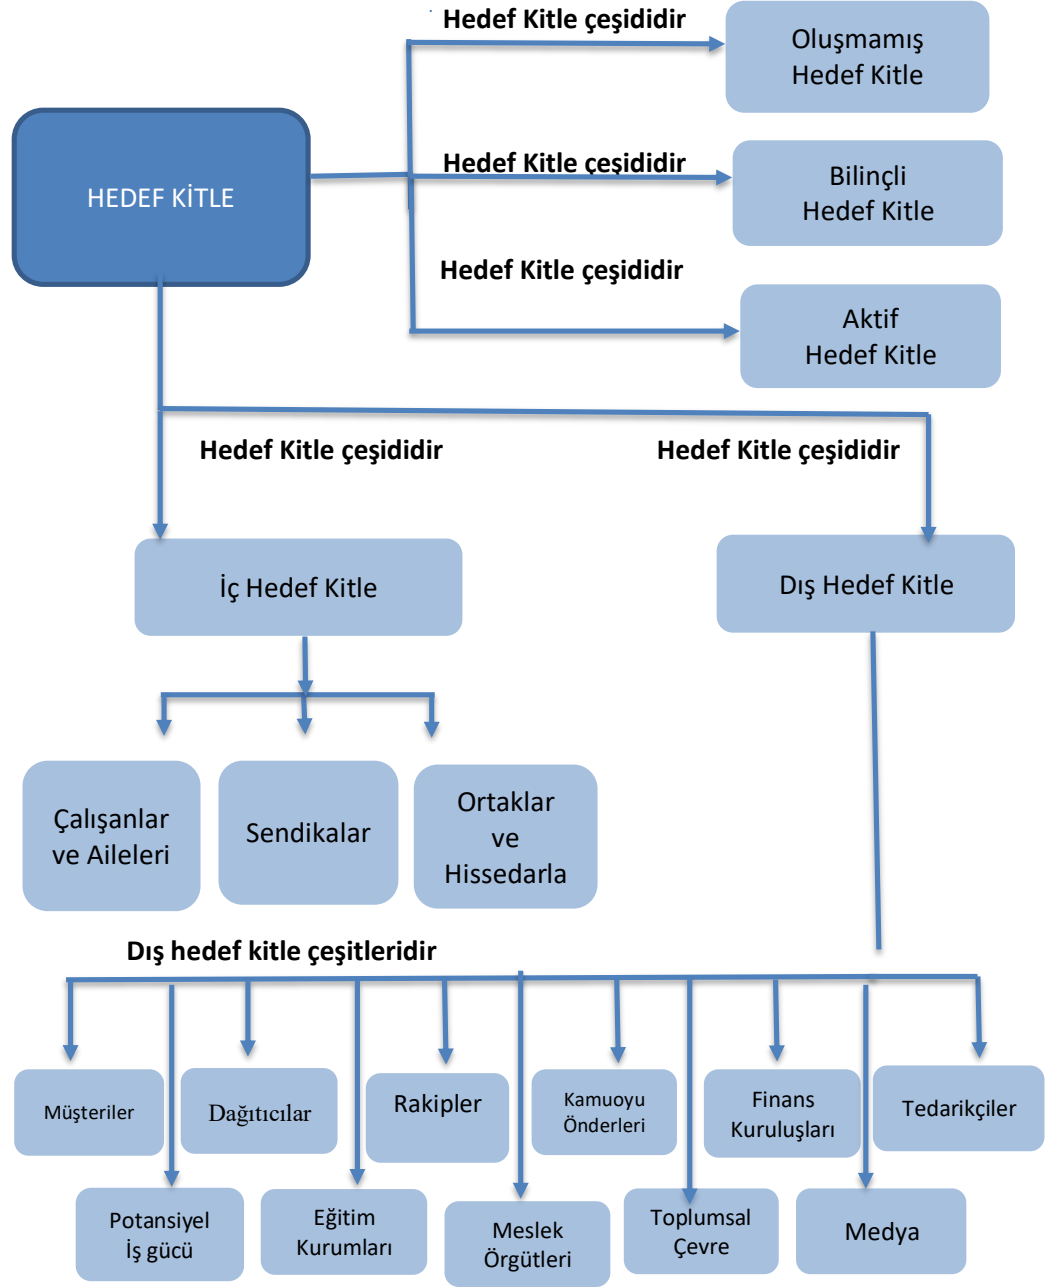 Hedef Kitle çeşididir
Oluşmamış
Hedef Kitle
HEDEF KİTLE
Hedef Kitle çeşididir
Bilinçli
Hedef Kitle
Hedef Kitle çeşididir
Aktif
Hedef Kitle
Hedef Kitle çeşididir
Hedef Kitle çeşididir
İç Hedef Kitle
Dış Hedef Kitle
Çalışanlar
ve Aileleri
Sendikalar
Ortaklar
ve
Hissedarla
Dış hedef kitle çeşitleridir
Müşteriler
Dağıtıcılar
Rakipler
Kamuoyu
Önderleri
Finans
Kuruluşları
Tedarikçiler
Potansiyel
İş gücü
Eğitim
Kurumları
Meslek
Örgütleri
Toplumsal
Çevre
Medya